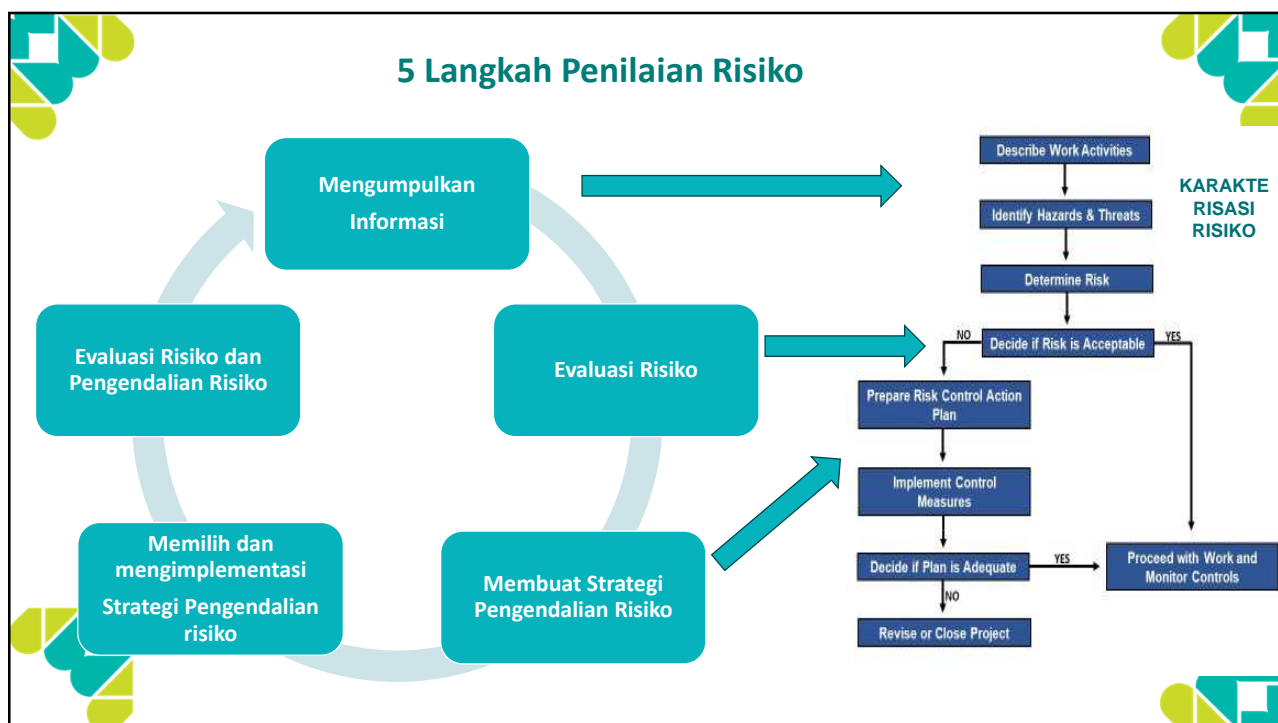 5 Langkah Penilaian Risiko
Mengumpulkan
Informasi
Evaluasi Risiko
Membuat Strategi
Pengendalian Risiko
Memilih dan
mengimplementasi
Strategi Pengendalian
risiko
Evaluasi Risiko dan
Pengendalian Risiko
Describe Work Activities
KARAKTE
RISASI
RISIKO
Identify Hazards & Threats
Determine Risk
NO
Decide if Risk is Acceptable
YES
Prepare Risk Control Action
Plan
Implement Control
Measures
Decide if Plan is Adequate
YES
Proceed with Work and
Monitor Controls
NO
Revise or Close Project